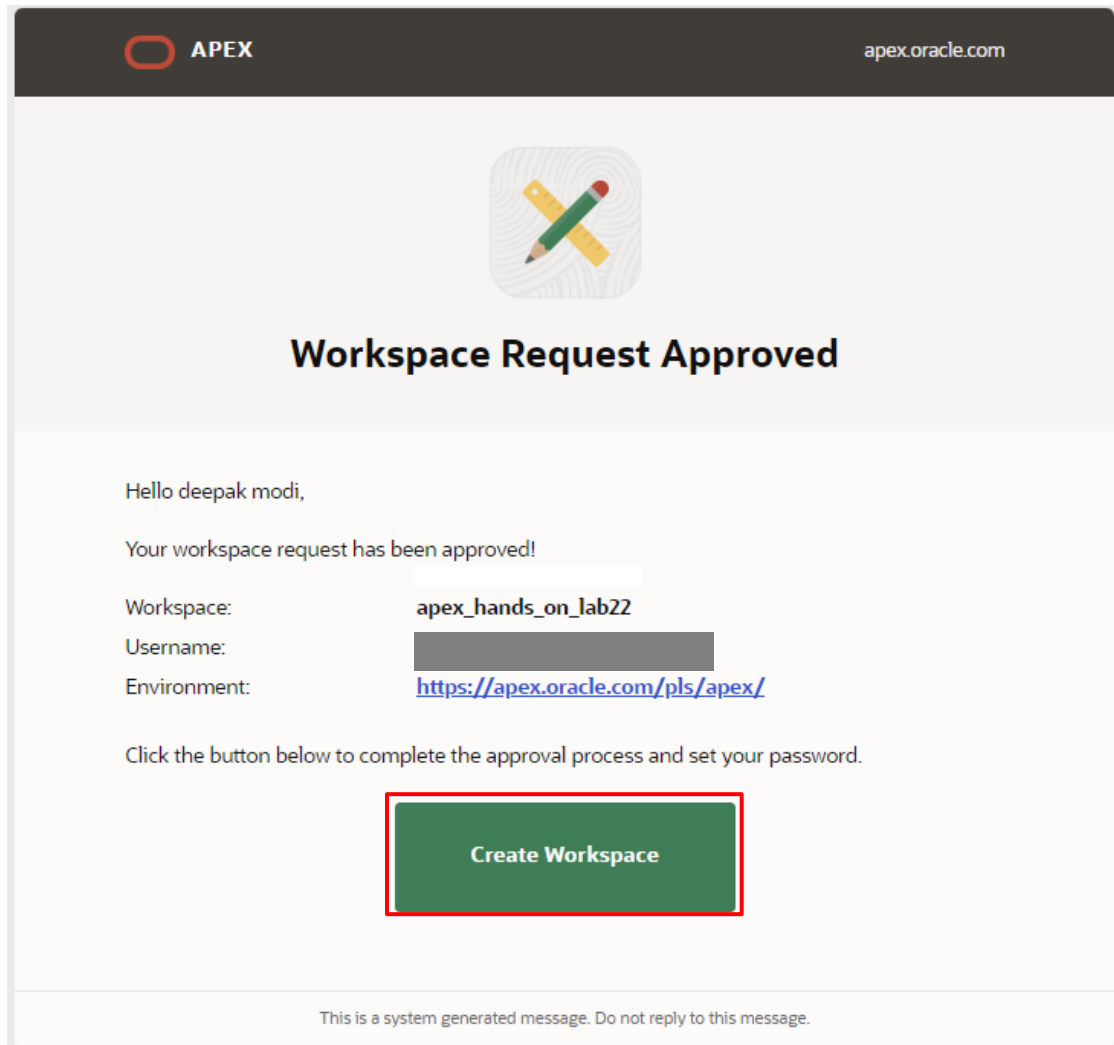 APEX apex.oracle.com
Workspace Request Approved
Hello deepak modi,
Your workspace request has been approved!
Workspace: apex_hands_on_lab22
Username:
Environment: https://apex.oracle.com/pls/apex/
Click the button below to complete the approval process and set your password.
Create Workspace
This is a system generated message. Do not reply to this message.